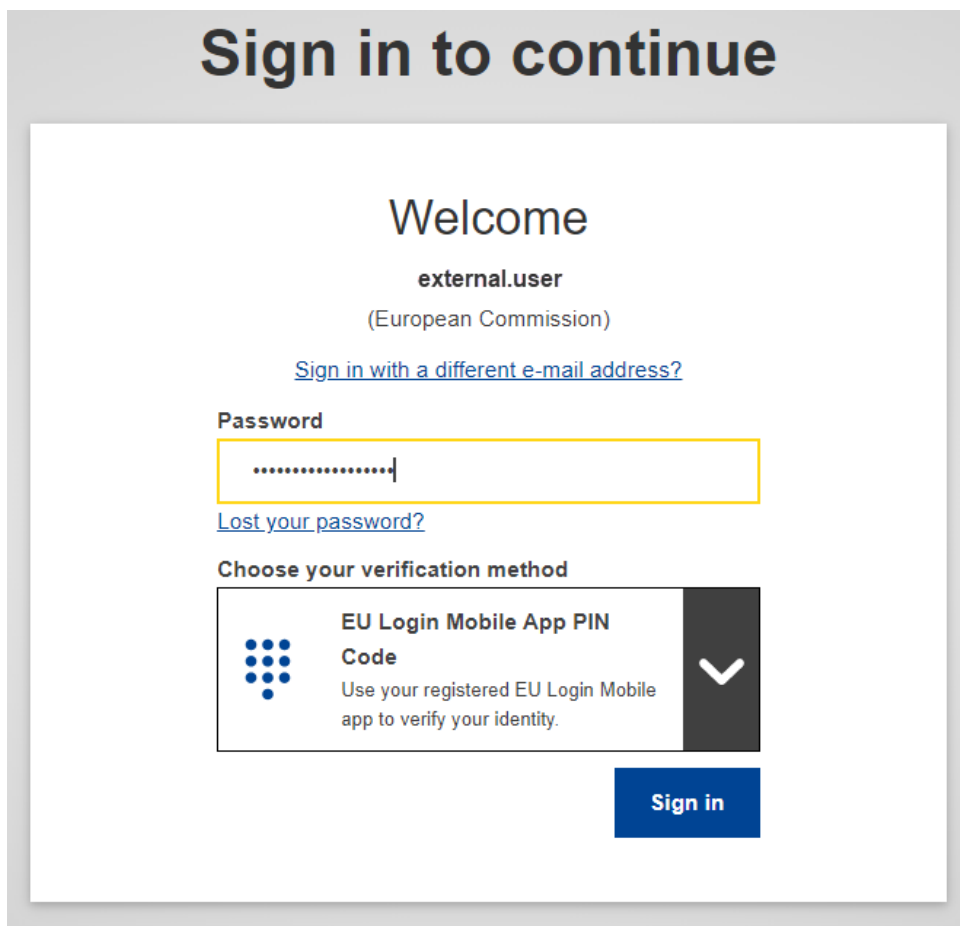 Sign in to continue
Welcome
external.user
(European Commission)
Sign in with a different e-mail address?
Password
••••••••••••••••••
Lost your password?
Choose your verification method
EU Login Mobile App PIN
Code
Use your registered EU Login Mobile
app to verify your identity.
Sign in